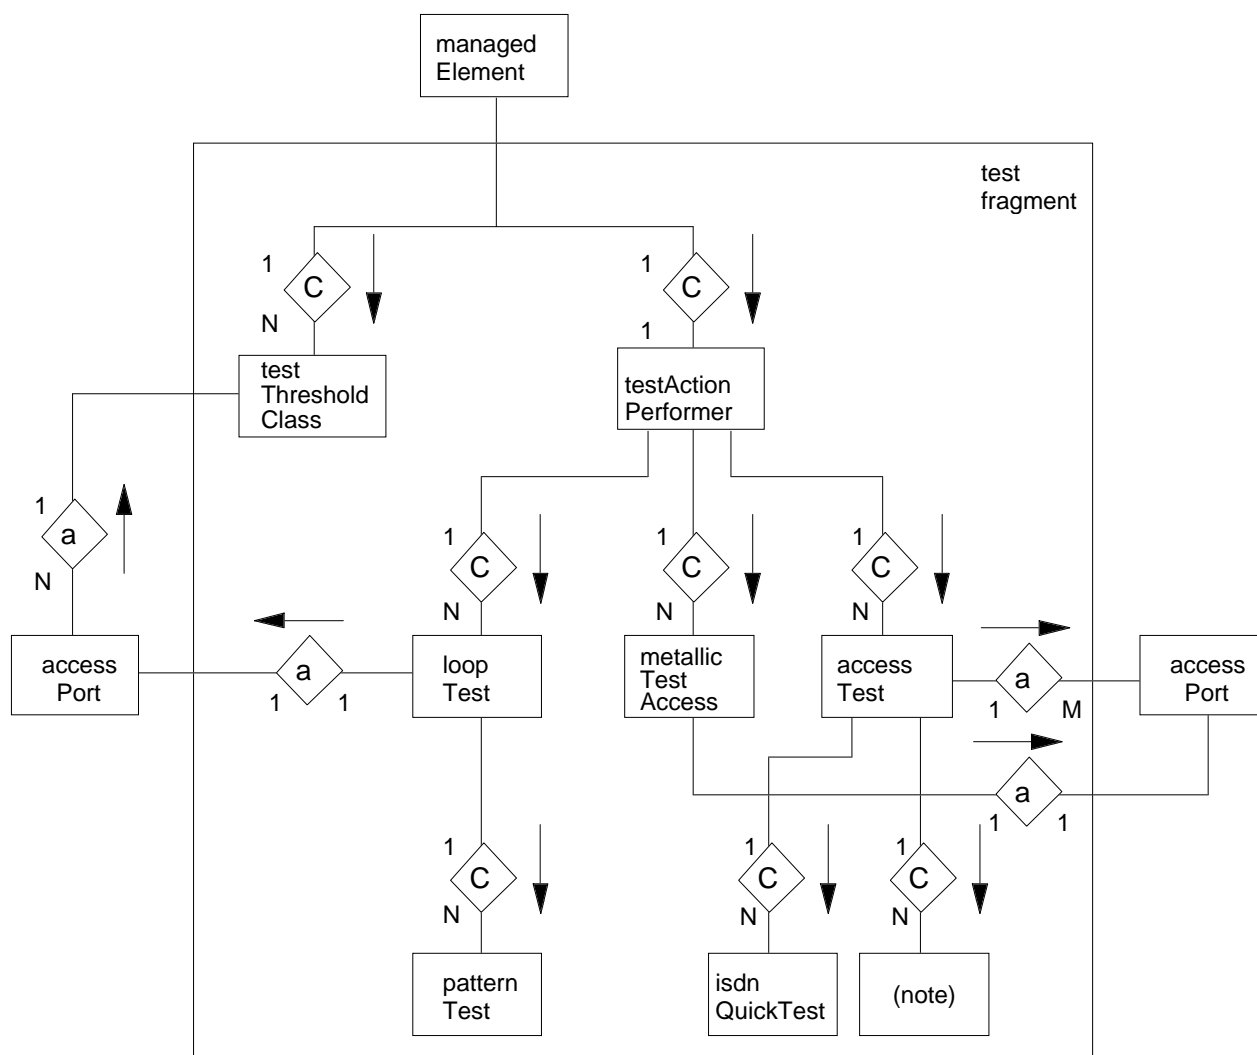 managed
Element
test
fragment
1
C
N
1
C
1
test
Threshold
Class
testAction
Performer
1
a
N
1
C
N
1
C
N
1
C
N
access
Port
a
1
1
loop
Test
metallic
Test
Access
access
Test
a
1
M
access
Port
a
1
1
1
C
N
1
C
N
1
C
N
pattern
Test
isdn
QuickTest
(note)